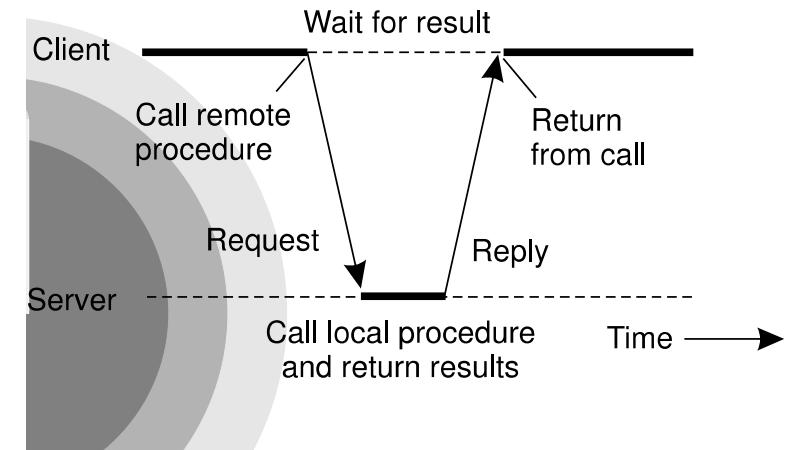 Wait for result
Client
Call remote
procedure
Return
from call
Request
Reply
Server
Call local procedure
and return results
Time